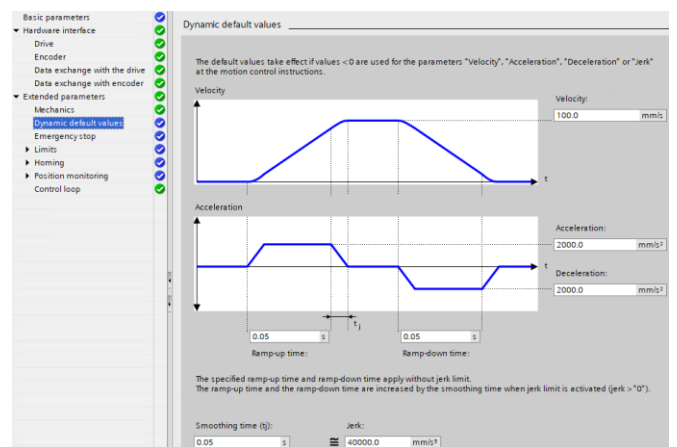 Basic parameters
Hardware interface
Drive
Encoder
Data exchange with the drive
Data exchange with encoder
Extended parameters
Mechanics
Dynamic default values
Emergency stop
Limits
Homing
Position monitoring
Control loop
Dynamic default values
The default values take effect if values < 0 are used for the parameters "Velocity", "Acceleration", "Deceleration" or "Jerk"
at the motion control instructions.
Velocity
Velocity:
100.0 mm/s
t
Acceleration
Acceleration:
2000.0 mm/s²
t
Deceleration:
2000.0 mm/s²
tj
0.05 s 0.05 s
Ramp-up time: Ramp-down time:
The specified ramp-up time and ramp-down time apply without jerk limit.
The ramp-up time and the ramp-down time are increased by the smoothing time when jerk limit is activated (jerk > "0").
Smoothing time (tj): Jerk:
0.05 s ≅ 40000.0 mm/s³